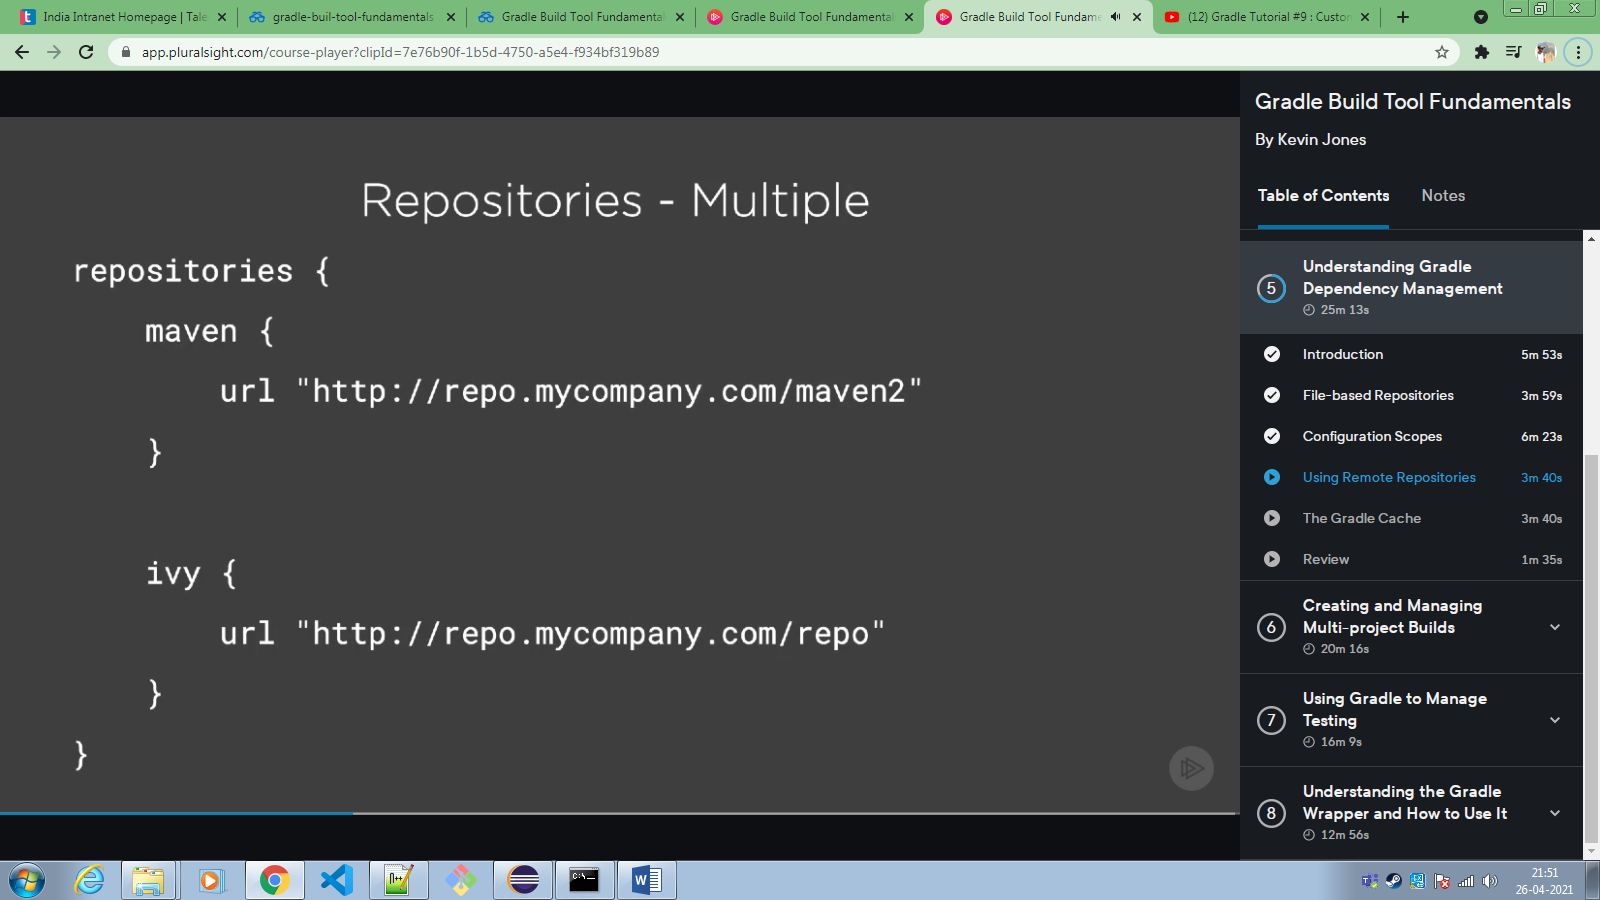 India Intranet Homepage | Tale
gradle-buil-tool-fundamentals
Gradle Build Tool Fundamental
Gradle Build Tool Fundamental
Gradle Build Tool Fundame
(12) Gradle Tutorial #9 : Custom
app.pluralsight.com/course-player?clipId=7e76b90f-1b5d-4750-a5e4-f934bf319b89
Repositories - Multiple
repositories {
maven {
url "http://repo.mycompany.com/maven2"
}
ivy {
url "http://repo.mycompany.com/repo"
}
}
Gradle Build Tool Fundamentals
By Kevin Jones
Table of Contents Notes
5
Understanding Gradle
Dependency Management
25m 13s
Introduction 5m 53s
File-based Repositories 3m 59s
Configuration Scopes 6m 23s
Using Remote Repositories 3m 40s
The Gradle Cache 3m 40s
Review 1m 35s
6
Creating and Managing
Multi-project Builds
20m 16s
7
Using Gradle to Manage
Testing
16m 9s
8
Understanding the Gradle
Wrapper and How to Use It
12m 56s
21:51
26-04-2021